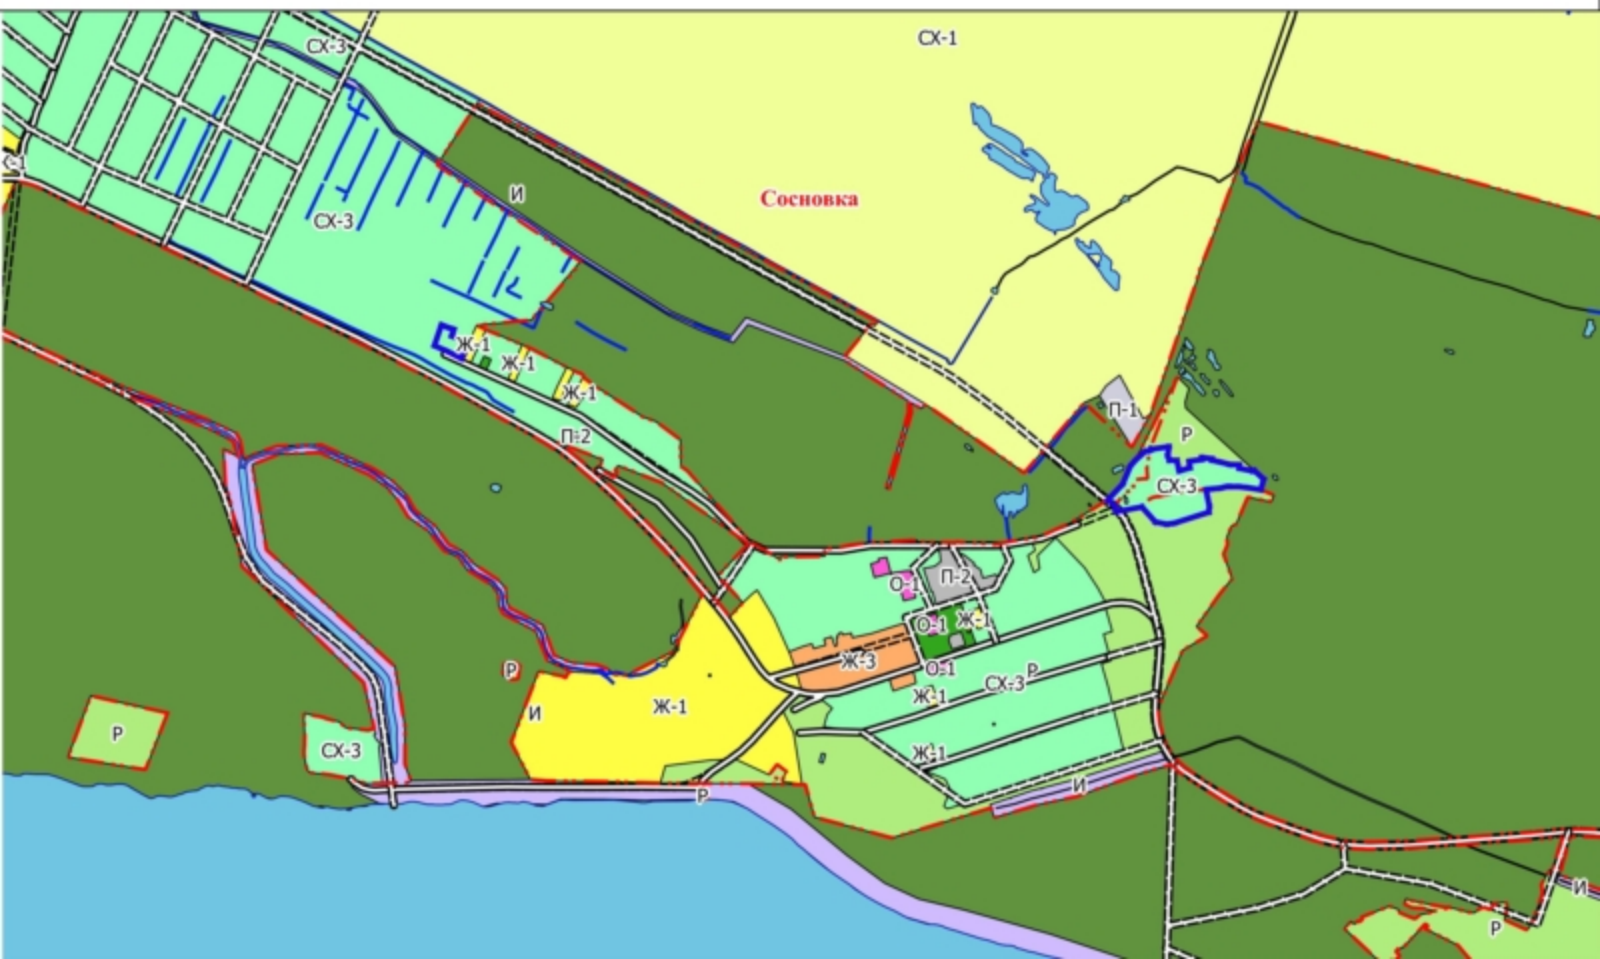 СХ-1
СХ-3
Ж-1
И
Сосновка
СХ-3
Ж-1
Ж-1
Ж-1
П-1
П-2
Р
СХ-3
О-1
П-2
О-1
Ж-1
Ж-3
О-1
Р
Р
СХ-3
Ж-1
Ж-1
И
Р
СХ-3
Ж-1
И
Р
И
Р